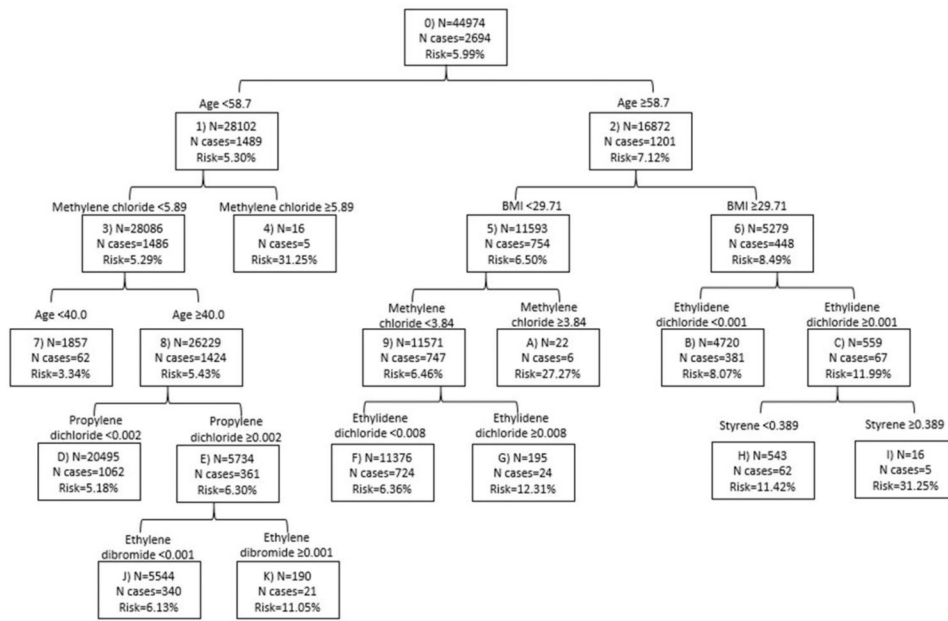 0) N=44974
N cases=2694
Risk=5.99%
Age <58.7
Age ≥58.7
1) N=28102
N cases=1489
Risk=5.30%
2) N=16872
N cases=1201
Risk=7.12%
Methylene chloride <5.89
Methylene chloride ≥5.89
BMI <29.71
BMI ≥29.71
3) N=28086
N cases=1486
Risk=5.29%
4) N=16
N cases=5
Risk=31.25%
5) N=11593
N cases=754
Risk=6.50%
6) N=5279
N cases=448
Risk=8.49%
Age <40.0
Age ≥40.0
Methylene
chloride <3.84
Methylene
chloride ≥3.84
Ethylidene
dichloride <0.001
Ethylidene
dichloride ≥0.001
7) N=1857
N cases=62
Risk=3.34%
8) N=26229
N cases=1424
Risk=5.43%
9) N=11571
N cases=747
Risk=6.46%
A) N=22
N cases=6
Risk=27.27%
B) N=4720
N cases=381
Risk=8.07%
C) N=559
N cases=67
Risk=11.99%
Propylene
dichloride <0.002
Propylene
dichloride ≥0.002
Ethylidene
dichloride <0.008
Ethylidene
dichloride ≥0.008
Styrene <0.389
Styrene ≥0.389
D) N=20495
N cases=1062
Risk=5.18%
E) N=5734
N cases=361
Risk=6.30%
F) N=11376
N cases=724
Risk=6.36%
G) N=195
N cases=24
Risk=12.31%
H) N=543
N cases=62
Risk=11.42%
I) N=16
N cases=5
Risk=31.25%
Ethylene
dibromide <0.001
Ethylene
dibromide ≥0.001
J) N=5544
N cases=340
Risk=6.13%
K) N=190
N cases=21
Risk=11.05%